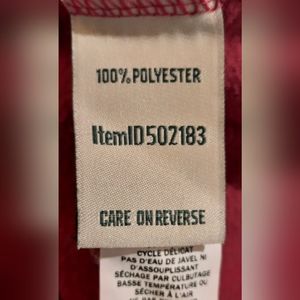 100% POLYESTER
ItemID502183
CARE ON REVERSE
CYCLE DÉLICAT
PAS D'EAU DE JAVEL NI
D'ASSOUPLISSANT
SÉCHAGE PAR CULBUTAGE
BASSE TEMPÉRATURE OU
SÉCHER À L'AIR